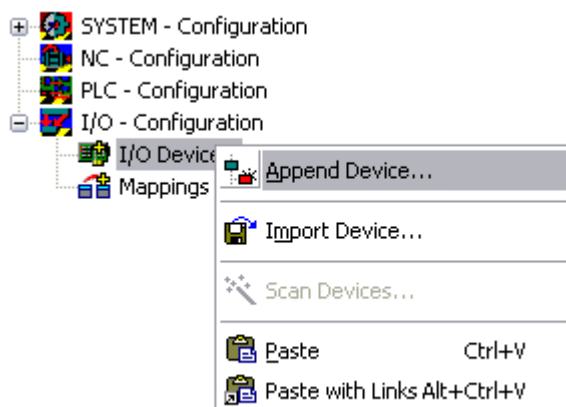 SYSTEM - Configuration
NC - Configuration
PLC - Configuration
I/O - Configuration
I/O Device
Append Device...
Mappings
Import Device...
Scan Devices...
Paste Ctrl+V
Paste with Links Alt+Ctrl+V